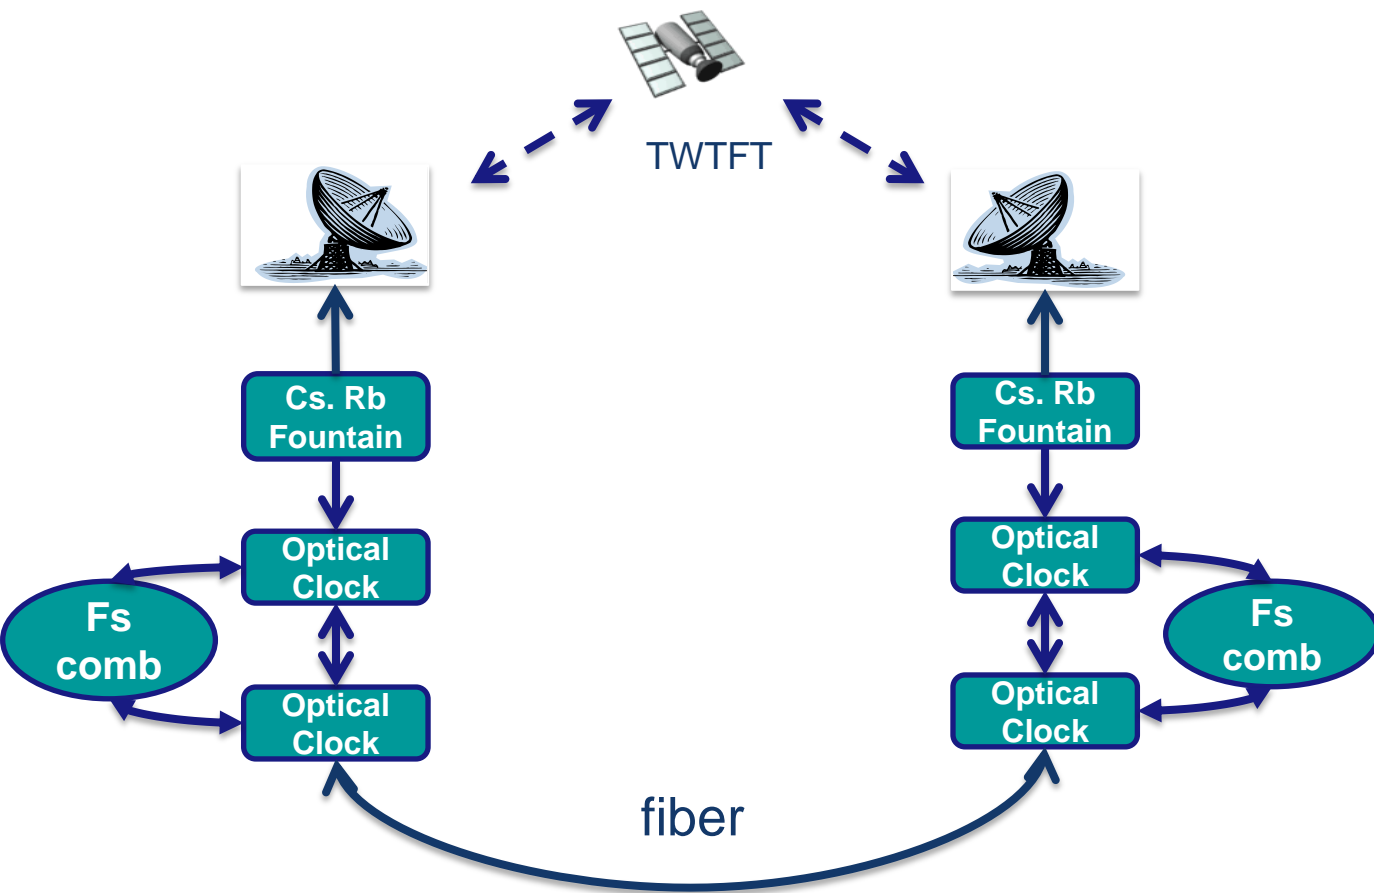 TWTFT
Cs. Rb
Fountain
Cs. Rb
Fountain
Optical
Clock
Optical
Clock
Fs
comb
Fs
comb
Optical
Clock
Optical
Clock
fiber